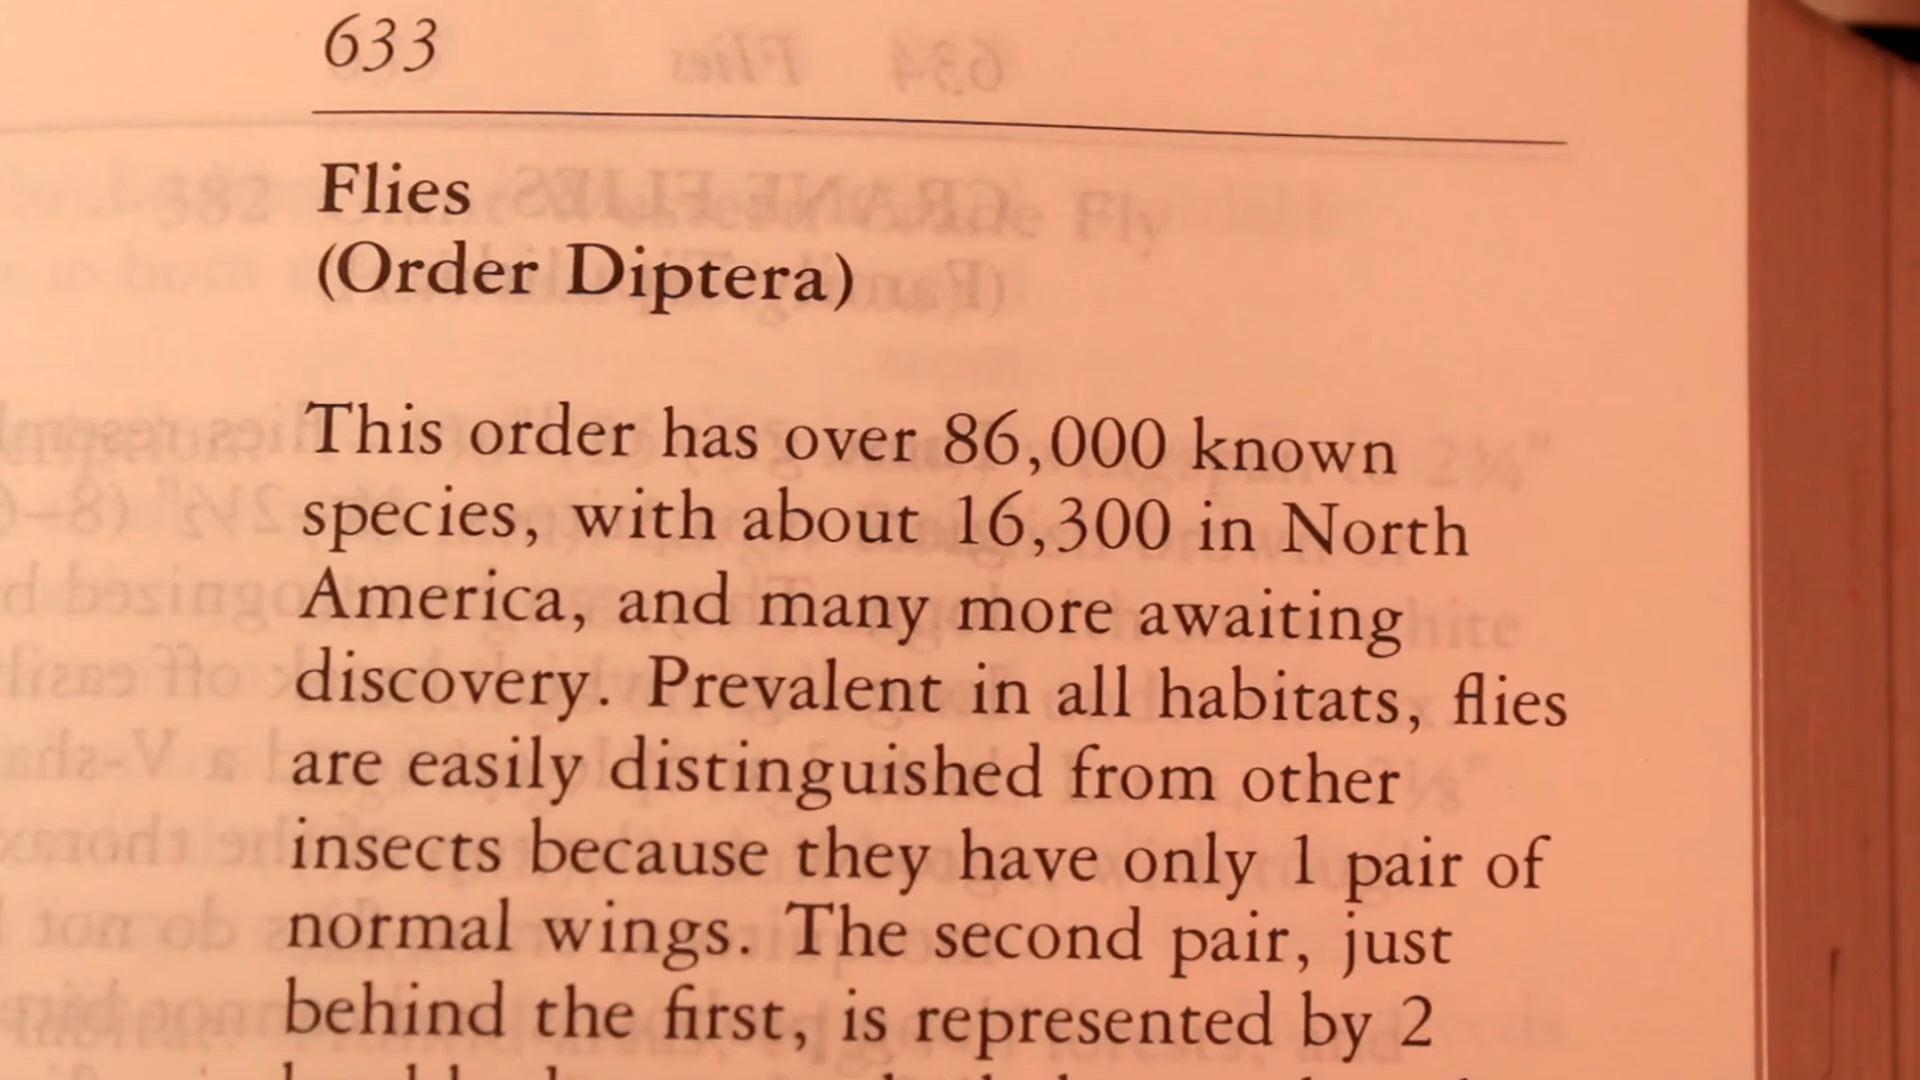 633
Flies
(Order Diptera)
This order has over 86,000 known
species, with about 16,300 in North
America, and many more awaiting
discovery. Prevalent in all habitats, flies
are easily distinguished from other
insects because they have only 1 pair of
normal wings. The second pair, just
behind the first, is represented by 2